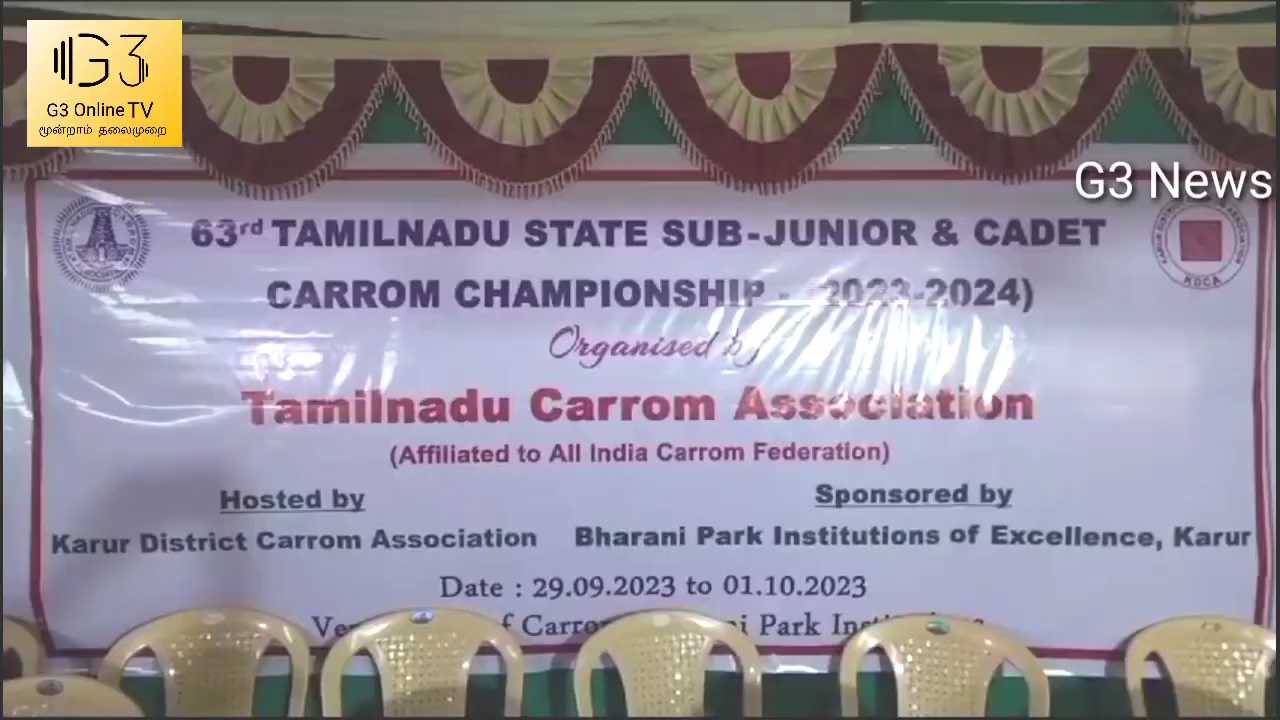 G3
G3 Online TV
மூன்றாம் தலைமுறை
G3 News
63rd TAMILNADU STATE SUB-JUNIOR & CADET
CARROM CHAMPIONSHIP - 2023-2024)
Organised by
Tamilnadu Carrom Association
(Affiliated to All India Carrom Federation)
Hosted by
Sponsored by
Karur District Carrom Association
Bharani Park Institutions of Excellence, Karur
Date : 29.09.2023 to 01.10.2023
Park
KDCA